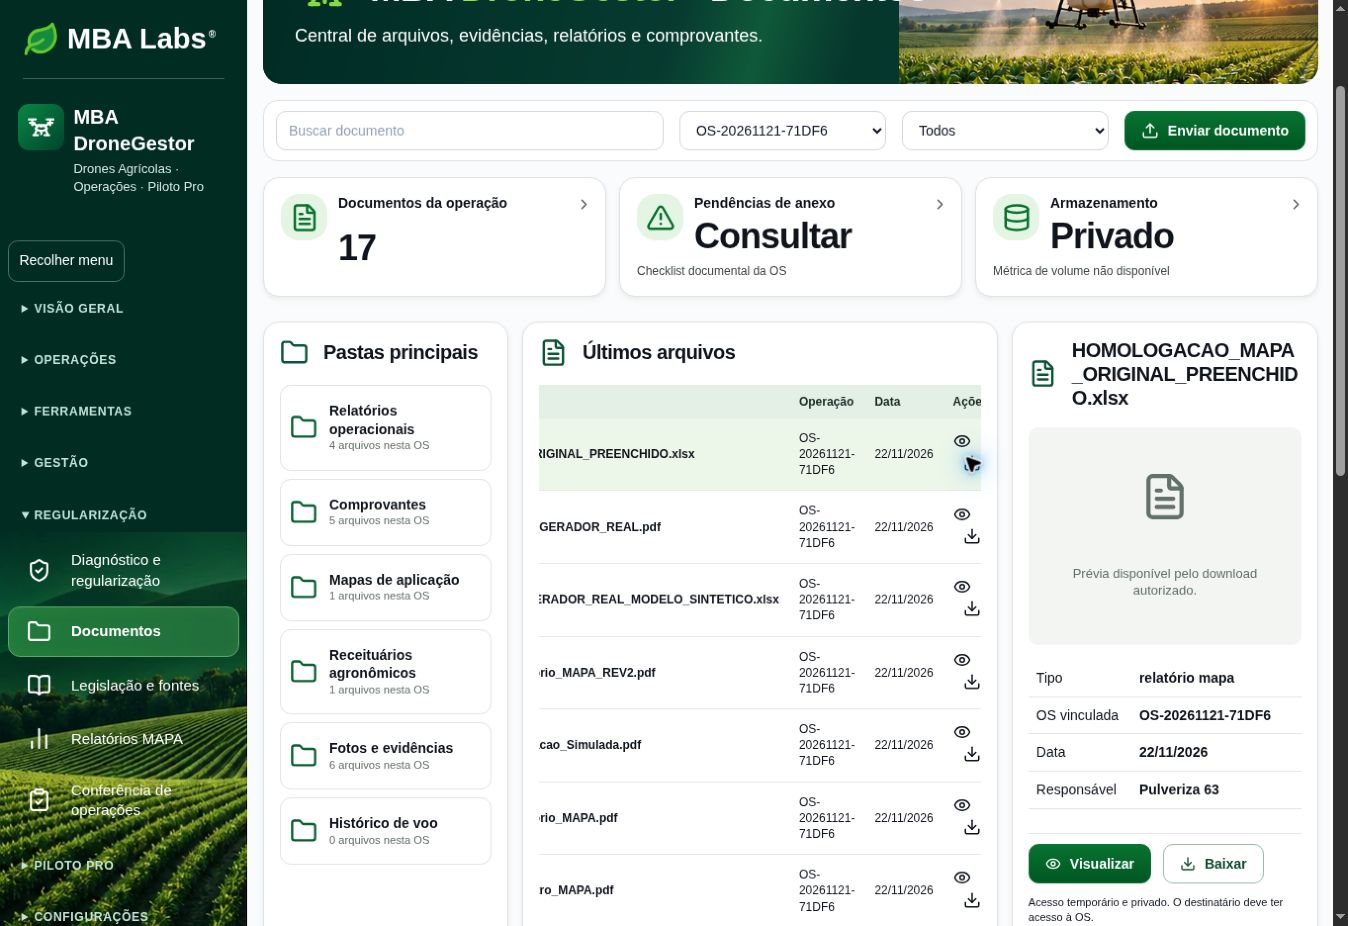 MBA Labs®
MBA
DroneGestor
Drones Agrícolas ·
Operações · Piloto Pro
Recolher menu
VISÃO GERAL
OPERAÇÕES
FERRAMENTAS
GESTÃO
REGULARIZAÇÃO
Diagnóstico e
regularização
Documentos
Legislação e fontes
Relatórios MAPA
Conferência de
operações
PILOTO PRO
CONFIGURAÇÕES
Central de arquivos, evidências, relatórios e comprovantes.
Buscar documento
OS-20261121-71DF6
Todos
Enviar documento
Documentos da operação
17
Pendências de anexo
Consultar
Checklist documental da OS
Armazenamento
Privado
Métrica de volume não disponível
Pastas principais
Relatórios
operacionais
4 arquivos nesta OS
Comprovantes
5 arquivos nesta OS
Mapas de aplicação
1 arquivos nesta OS
Receituários
agronômicos
1 arquivos nesta OS
Fotos e evidências
6 arquivos nesta OS
Histórico de voo
0 arquivos nesta OS
Últimos arquivos
Operação Data Açõe
RIGINAL_PREENCHIDO.xlsx
OS-
20261121-
71DF6
22/11/2026
GERADOR_REAL.pdf
OS-
20261121-
71DF6
22/11/2026
ERADOR_REAL_MODELO_SINTETICO.xlsx
OS-
20261121-
71DF6
22/11/2026
rio_MAPA_REV2.pdf
OS-
20261121-
71DF6
22/11/2026
cao_Simulada.pdf
OS-
20261121-
71DF6
22/11/2026
rio_MAPA.pdf
OS-
20261121-
71DF6
22/11/2026
ro_MAPA.pdf
OS-
20261121-
71DF6
22/11/2026
HOMOLOGACAO_MAPA
_ORIGINAL_PREENCHID
O.xlsx
Prévia disponível pelo download
autorizado.
Tipo relatório mapa
OS vinculada OS-20261121-71DF6
Data 22/11/2026
Responsável Pulveriza 63
Visualizar
Baixar
Acesso temporário e privado. O destinatário deve ter
acesso à OS.